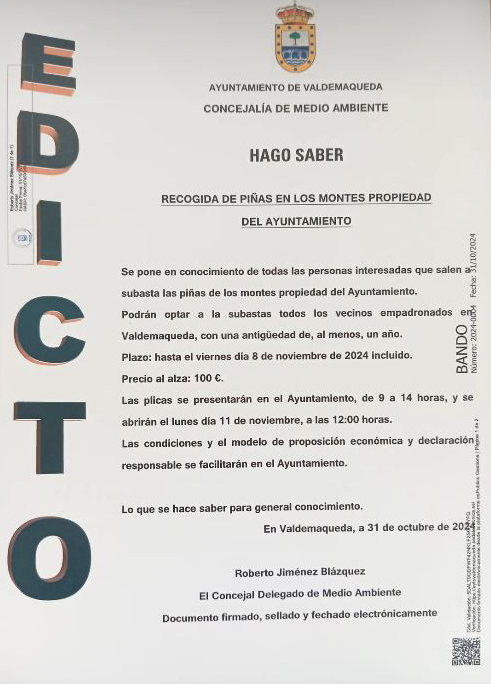 EDICTO
AYUNTAMIENTO DE VALDEMAQUEDA
CONCEJALÍA DE MEDIO AMBIENTE
HAGO SABER
RECOGIDA DE PIÑAS EN LOS MONTES PROPIEDAD
DEL AYUNTAMIENTO
Se pone en conocimiento de todas las personas interesadas que salen a
subasta las piñas de los montes propiedad del Ayuntamiento.
Podrán optar a la subastas todos los vecinos empadronados en
Valdemaqueda, con una antigüedad de, al menos, un año.
Plazo: hasta el viernes día 8 de noviembre de 2024 incluido.
Precio al alza: 100 €.
Las plicas se presentarán en el Ayuntamiento, de 9 a 14 horas, y se
abrirán el lunes día 11 de noviembre, a las 12:00 horas.
Las condiciones y el modelo de proposición económica y declaración
responsable se facilitarán en el Ayuntamiento.
Lo que se hace saber para general conocimiento.
En Valdemaqueda, a 31 de octubre de 2024
Roberto Jiménez Blázquez
El Concejal Delegado de Medio Ambiente
Documento firmado, sellado y fechado electrónicamente
BANDO
Número: 2024-0004 Fecha: 31/10/2024